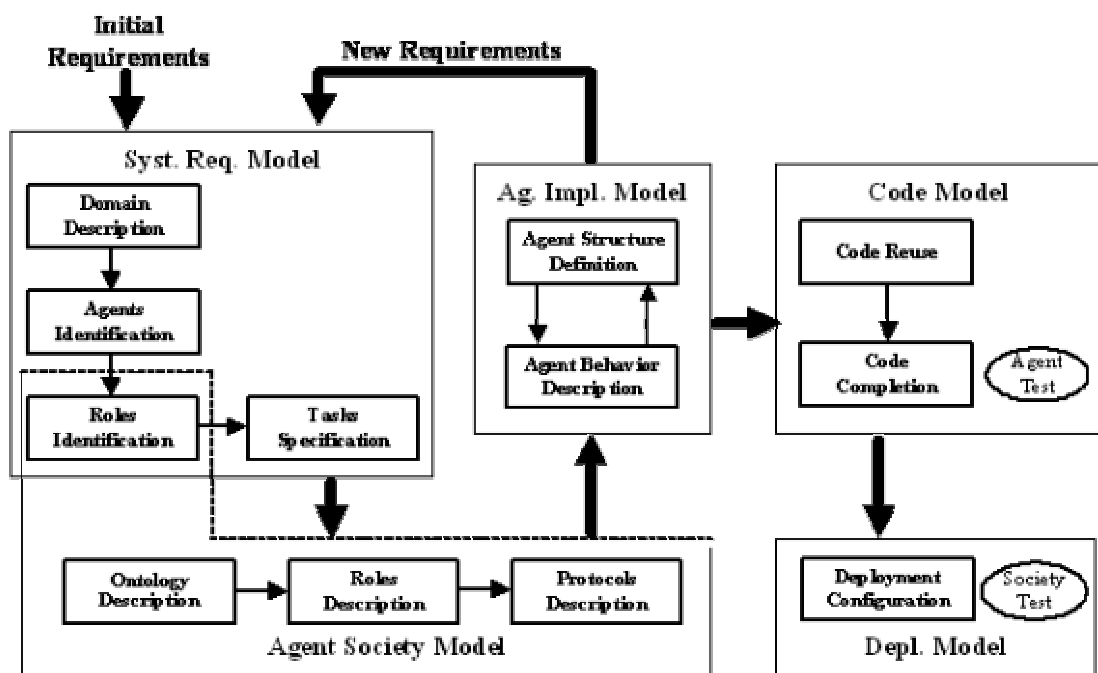 Initial
Requirements
New Requirements
Syst. Req. Model
Domain
Description
Agents
Identification
Roles
Identification
Tasks
Specification
Ag. Impl. Model
Agent Structure
Definition
Agent Behavior
Description
Code Model
Code Reuse
Code
Completion
Agent
Test
Ontology
Description
Roles
Description
Protocols
Description
Agent Society Model
Deployment
Configuration
Society
Test
Depl. Model